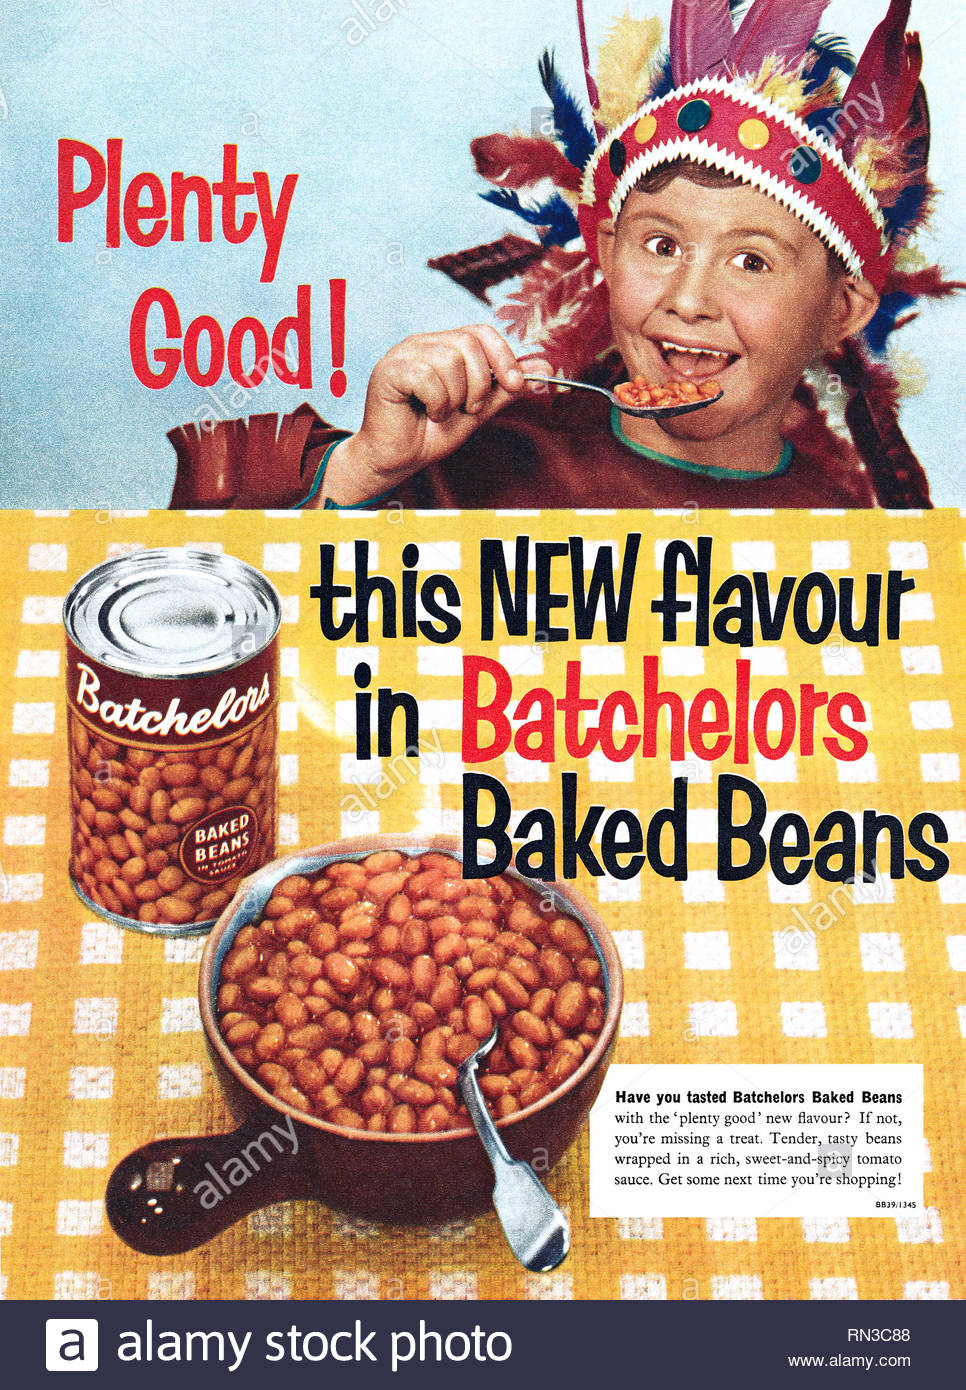 Plenty
Good!
this NEW flavour
in Batchelors
Baked Beans
Batchelors
BAKED
BEANS
IN TOMATO
SAUCE
Have you tasted Batchelors Baked Beans
with the 'plenty good' new flavour? If not,
you're missing a treat. Tender, tasty beans
wrapped in a rich, sweet-and-spicy tomato
sauce. Get some next time you're shopping!
BB39/1345
alamy
a
a alamy stock photo
RN3C88
www.alamy.com